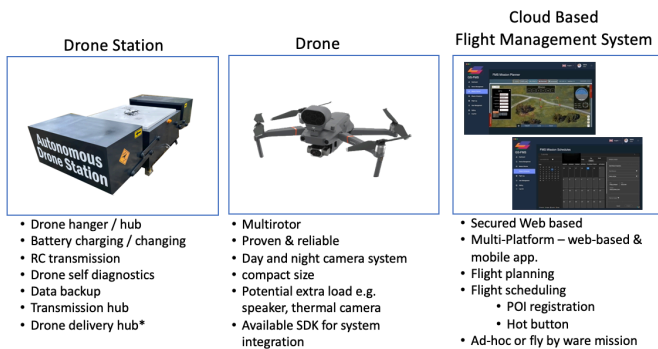 Drone Station
Autonomous
Drone Station
• Drone hanger / hub
• Battery charging / changing
• RC transmission
• Drone self diagnostics
• Data backup
• Transmission hub
• Drone delivery hub*
Drone
• Multirotor
• Proven & reliable
• Day and night camera system
• compact size
• Potential extra load e.g.
speaker, thermal camera
• Available SDK for system
integration
Cloud Based
Flight Management System
• Secured Web based
• Multi-Platform – web-based &
mobile app.
• Flight planning
• Flight scheduling
• POI registration
• Hot button
• Ad-hoc or fly by ware mission